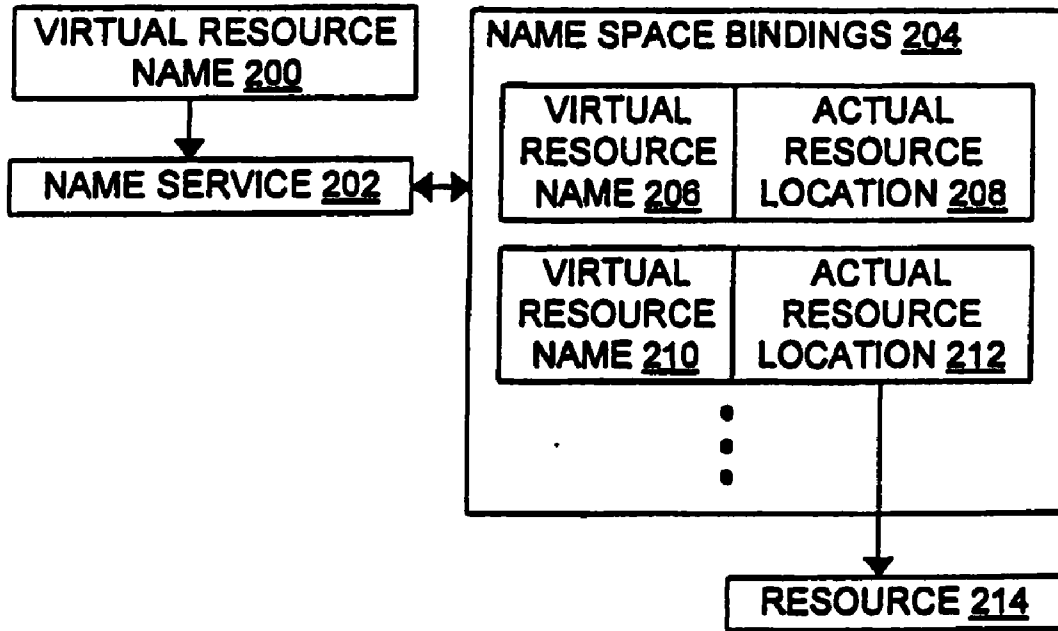 VIRTUAL RESOURCE
NAME 200
NAME SERVICE 202
NAME SPACE BINDINGS 204
VIRTUAL
RESOURCE
NAME 206
ACTUAL
RESOURCE
LOCATION 208
VIRTUAL
RESOURCE
NAME 210
ACTUAL
RESOURCE
LOCATION 212
RESOURCE 214